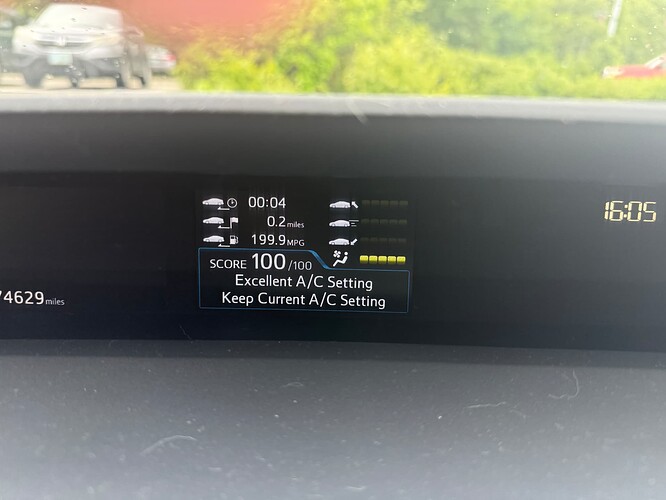 00:04
0.2 miles
199.9 MPG
16:05
SCORE 100/100
Excellent A/C Setting
Keep Current A/C Setting
74629 miles